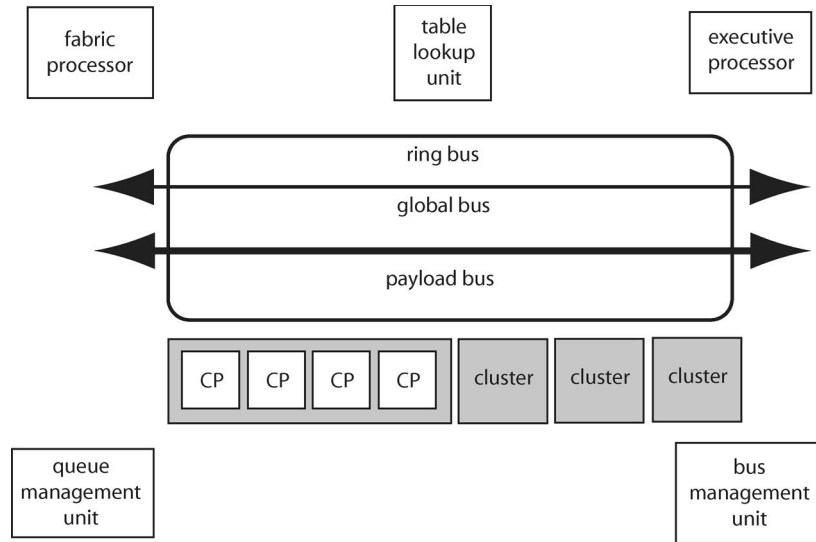 fabric
processor
table
lookup
unit
executive
processor
ring bus
global bus
payload bus
CP
CP
CP
CP
cluster
cluster
cluster
queue
management
unit
bus
management
unit